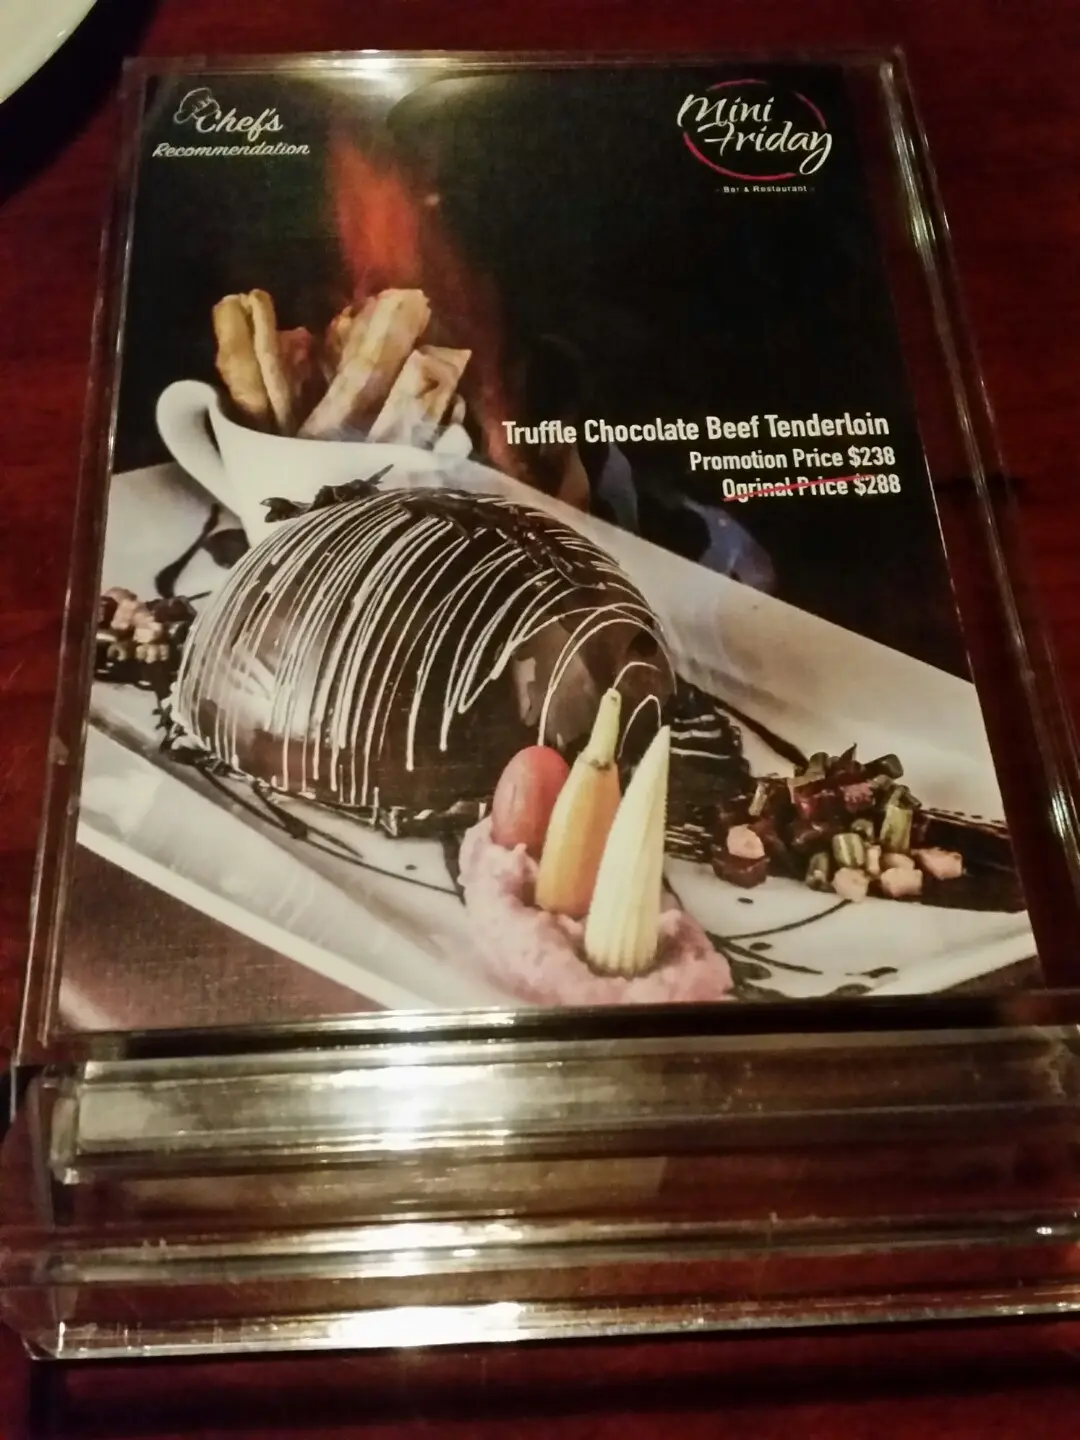 Chef's
Recommendation
Mini
Friday
- Bar & Restaurant -
Truffle Chocolate Beef Tenderloin
Promotion Price $238
Ogrinal Price $288